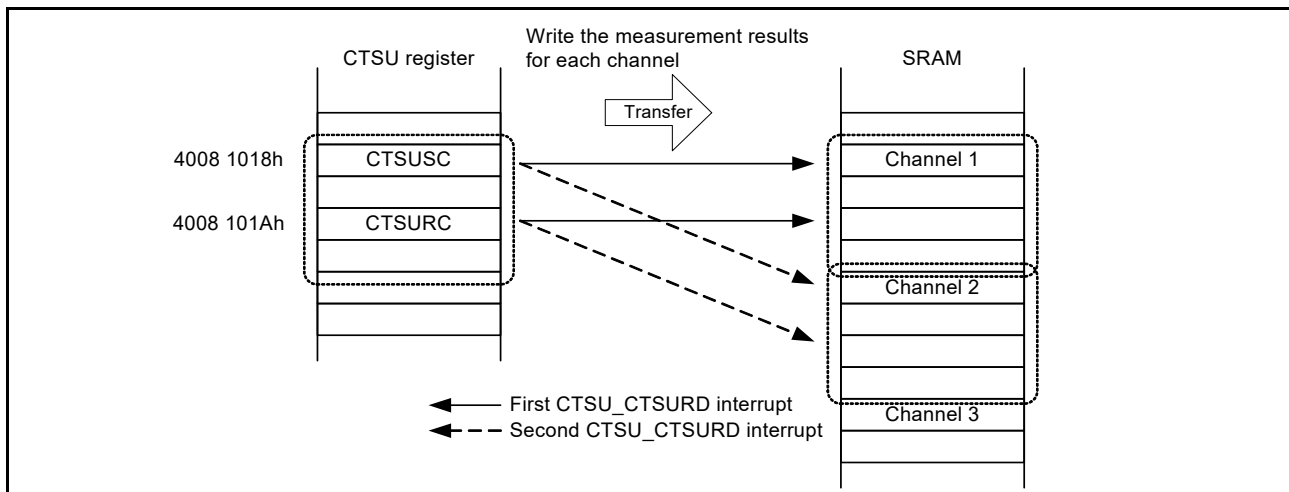 Write the measurement results
for each channel
CTSU register
SRAM
Transfer
4008 1018h
CTSUSC
Channel 1
4008 101Ah
CTSURC
Channel 2
First CTSU_CTSURD interrupt
Second CTSU_CTSURD interrupt
Channel 3